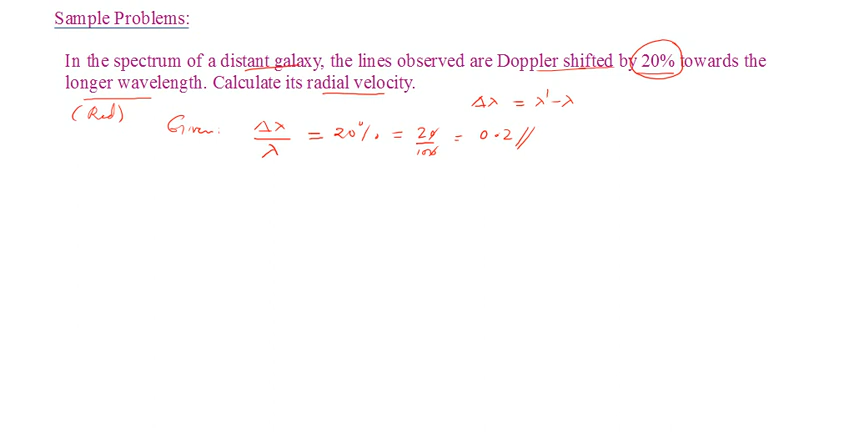 Sample Problems:
In the spectrum of a distant galaxy, the lines observed are Doppler shifted by 20% towards the
longer wavelength. Calculate its radial velocity.
Δλ = λ' - λ
(Red)
Given: Δλ/λ = 20% = 20/100 = 0.2 //